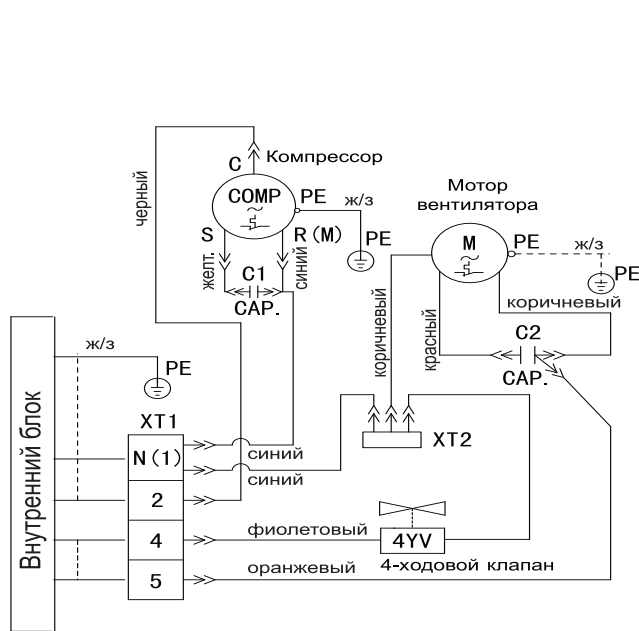 C
Компрессор
черный
COMP
PE
ж/з
PE
S
R (M)
желт.
синий
C1
CAP.
Мотор
вентилятора
M
PE
ж/з
PE
коричневый
красный
коричневый
C2
CAP.
ж/з
PE
Внутренний блок
XT1
XT2
N (1)
синий
синий
2
4
фиолетовый
4YV
4-ходовой клапан
5
оранжевый